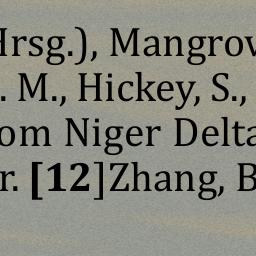 Hrsg.), Mangrov
. M., Hickey, S.,
om Niger Delta
r. [12]Zhang, B